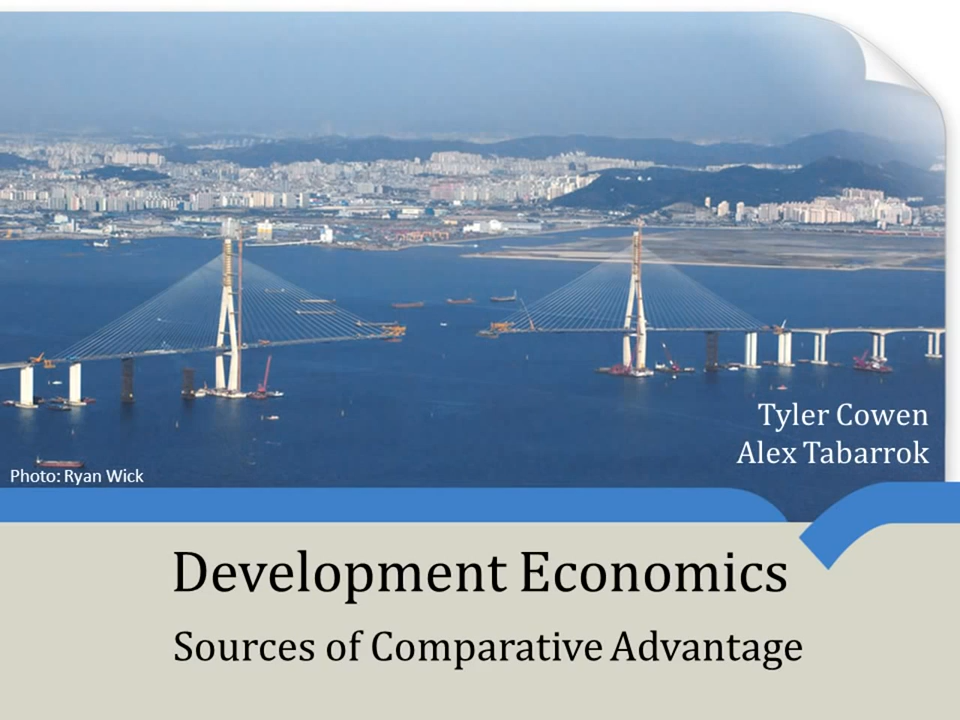 Tyler Cowen
Alex Tabarrok
Photo: Ryan Wick
Development Economics
Sources of Comparative Advantage